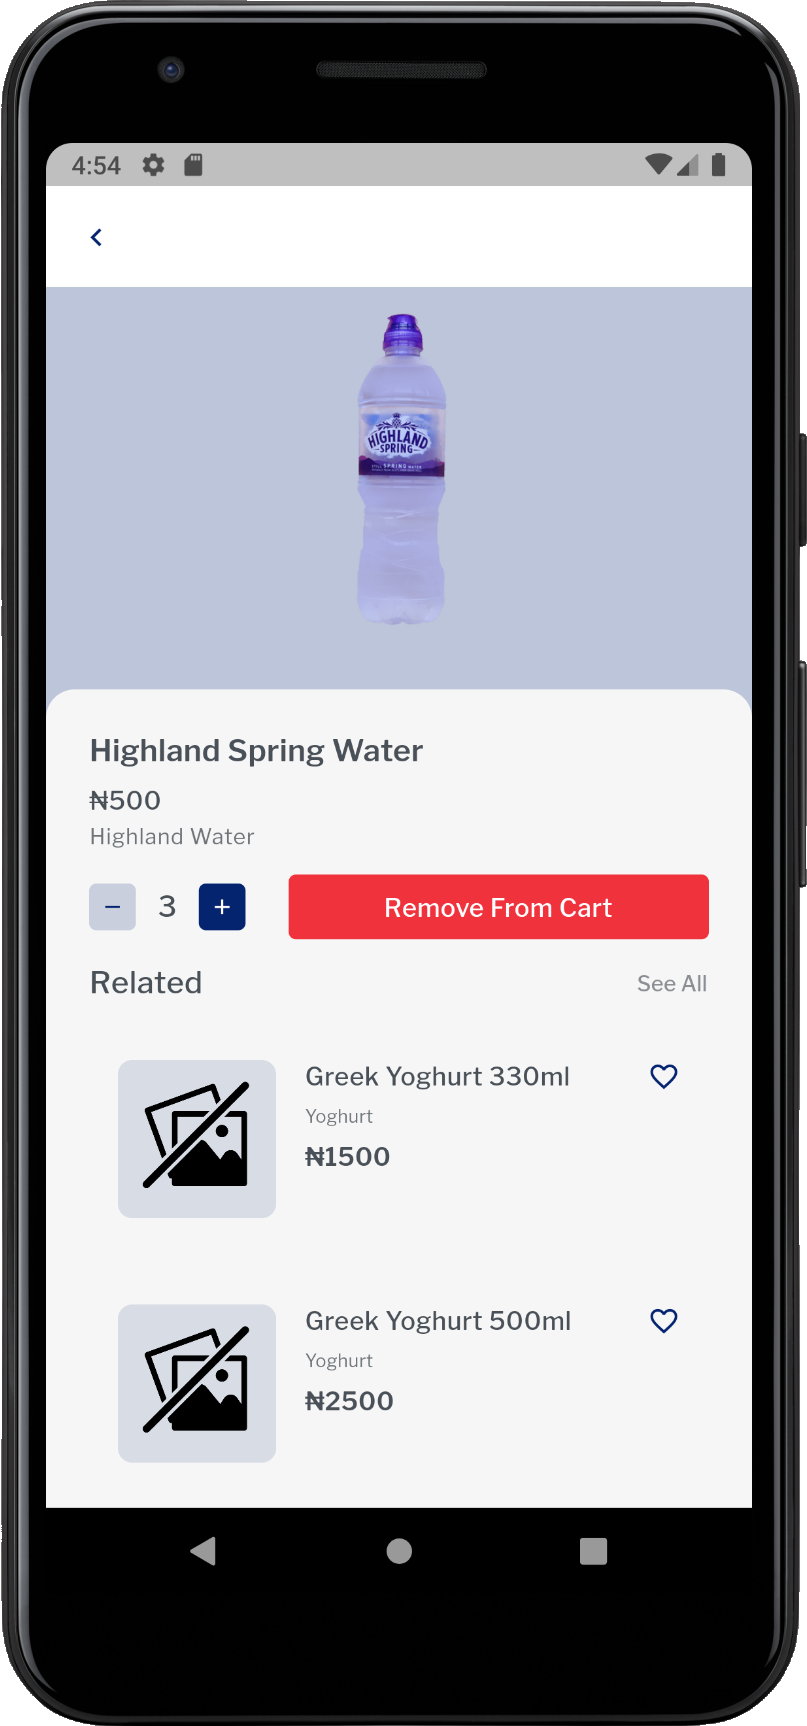 4:54
HIGHLAND
SPRING
Highland Spring Water
₦500
Highland Water
− 3 + Remove From Cart
Related See All
Greek Yoghurt 330ml
Yoghurt
₦1500
Greek Yoghurt 500ml
Yoghurt
₦2500